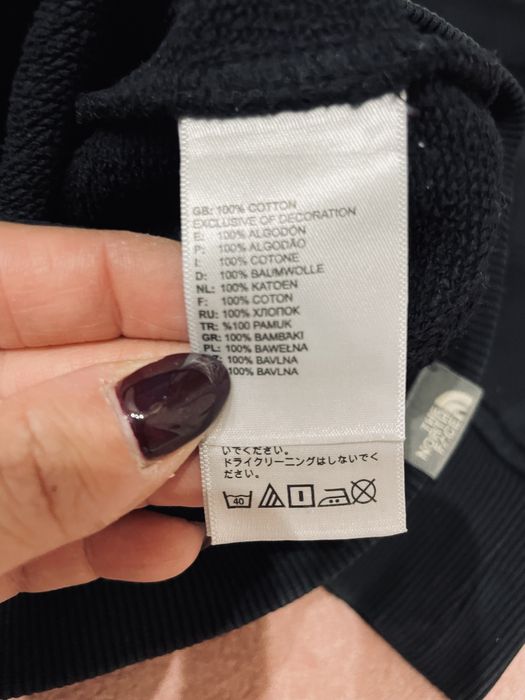 GB: 100% COTTON
EXCLUSIVE OF DECORATION
E: 100% ALGODÓN
P: 100% ALGODÃO
I: 100% COTONE
D: 100% BAUMWOLLE
NL: 100% KATOEN
F: 100% COTON
RU: 100% ХЛОПОК
TR: %100 PAMUK
GR: 100% BAMBAKI
PL: 100% BAWEŁNA
100% BAVLNA
100% BAVLNA
いでください。
ドライクリーニングはしないでく
ださい。
40
THE
NORTH
FACE